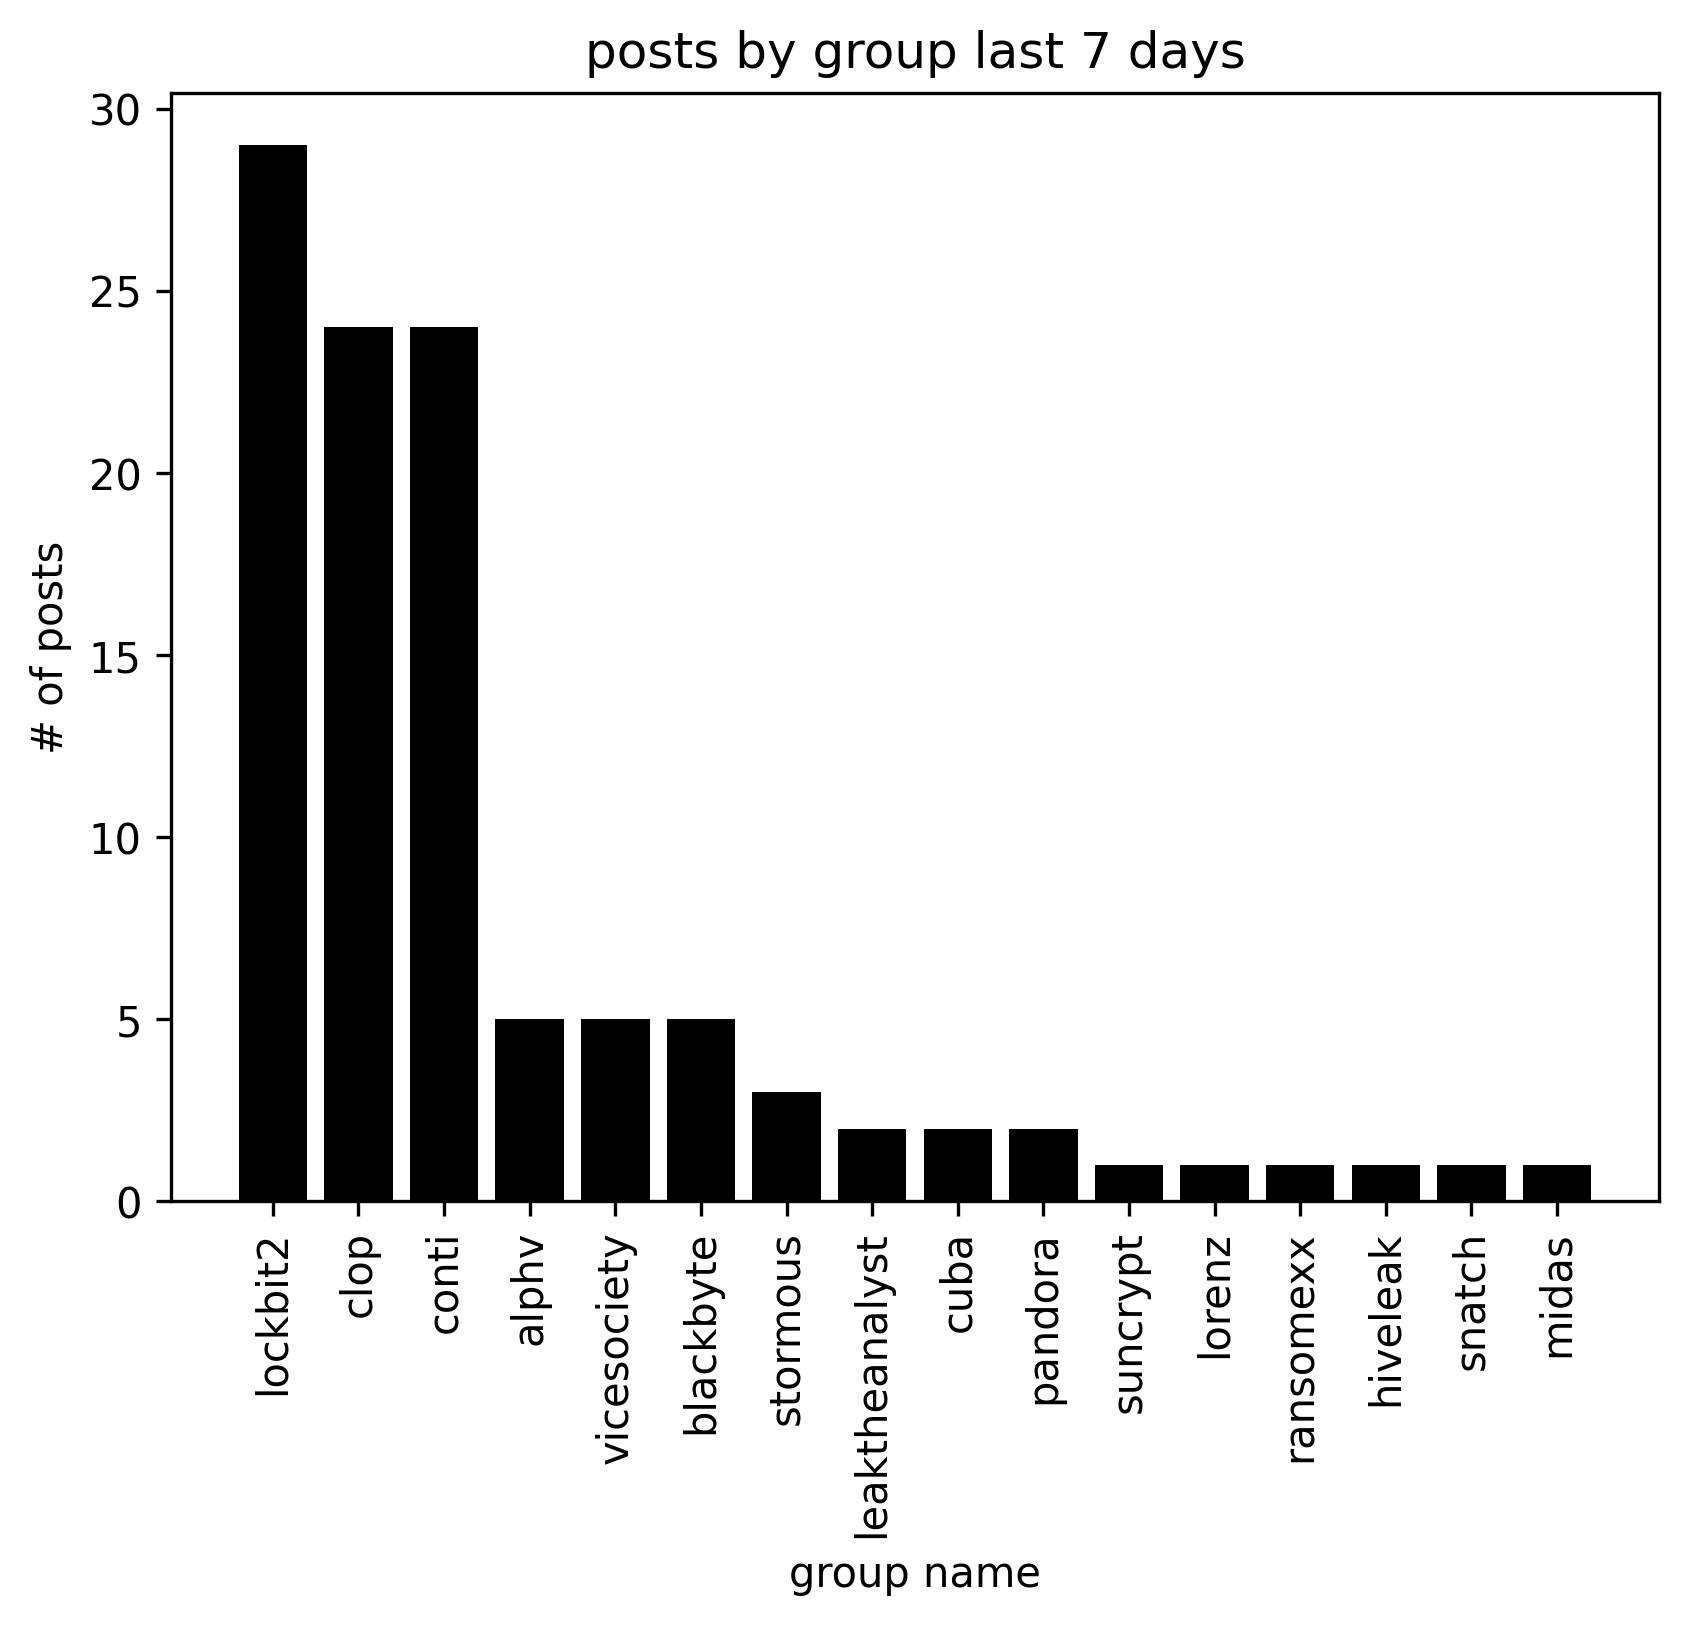 posts by group last 7 days
# of posts
30
25
20
15
10
5
0
lockbit2
clop
conti
alphv
vicesociety
blackbyte
stormous
leaktheanalyst
cuba
pandora
suncrypt
lorenz
ransomexx
hiveleak
snatch
midas
group name